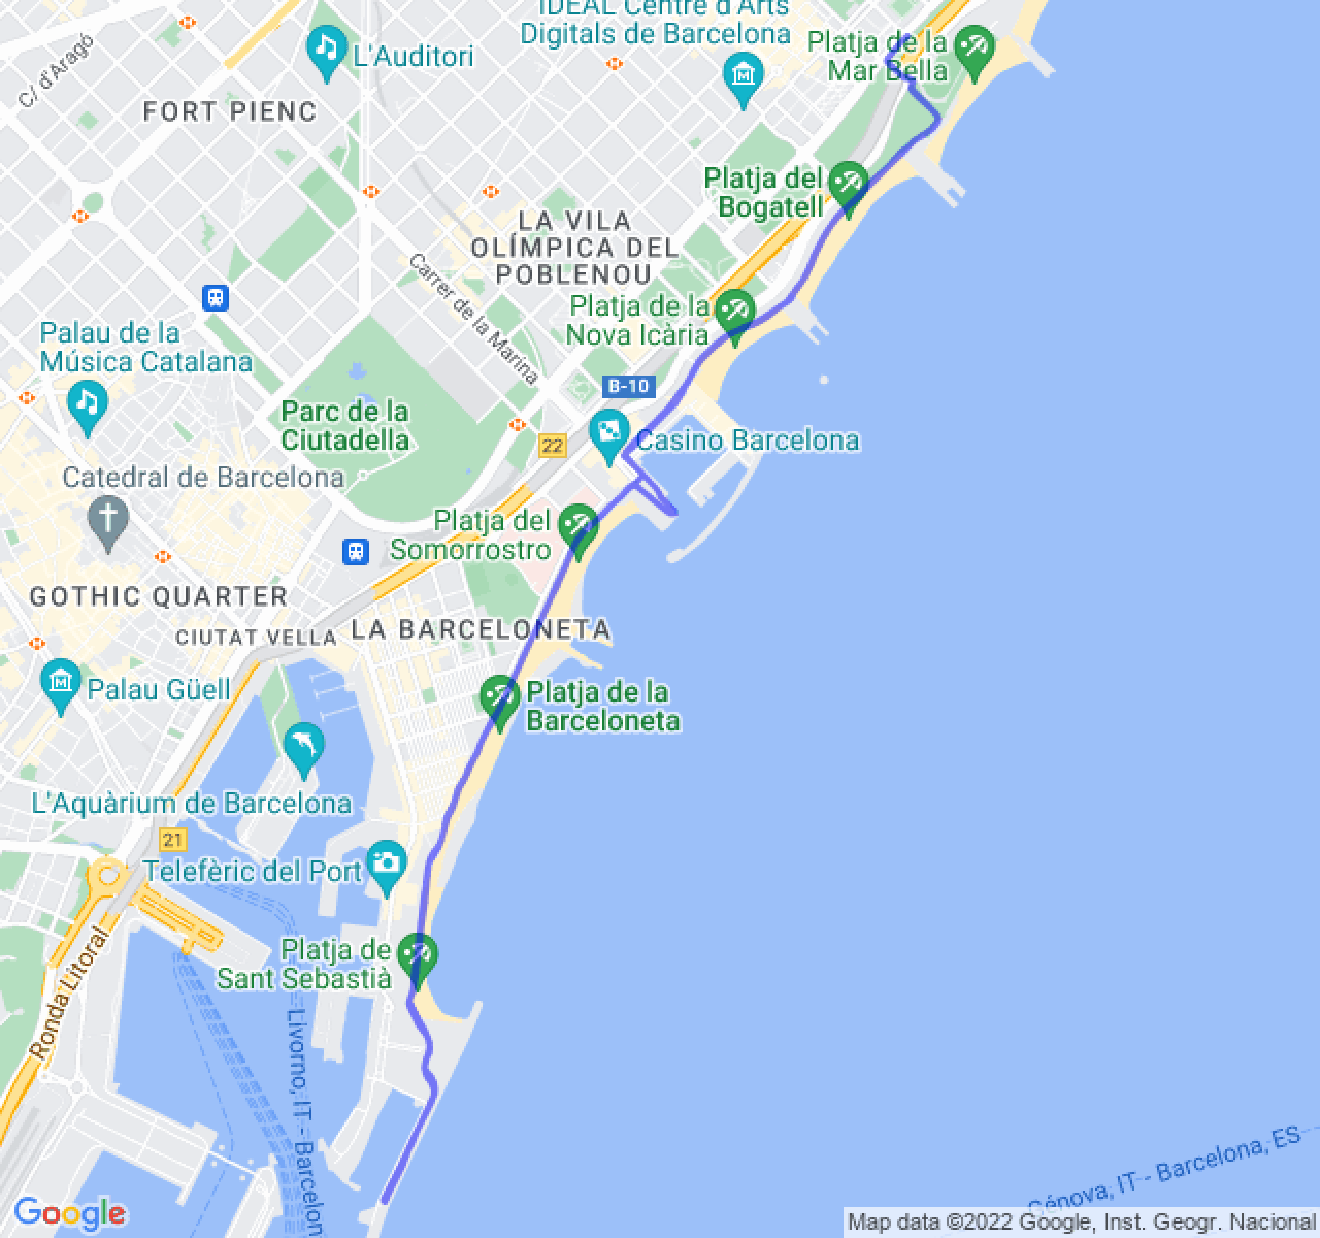 IDEAL Centre d'Arts
Digitals de Barcelona
Platja de la
Mar Bella
L'Auditori
C/ d'Aragó
FORT PIENC
Platja del
Bogatell
LA VILA
OLÍMPICA DEL
POBLENOU
Carrer de la Marina
Platja de la
Nova Icària
Palau de la
Música Catalana
B-10
Parc de la
Ciutadella
22
Casino Barcelona
Catedral de Barcelona
Platja del
Somorrostro
GOTHIC QUARTER
CIUTAT VELLA
LA BARCELONETA
Palau Güell
Platja de la
Barceloneta
L'Aquàrium de Barcelona
21
Telefèric del Port
Platja de
Sant Sebastià
Ronda Litoral
Livorno, IT - Barcelon
Génova, IT - Barcelona, ES
Google
Map data ©2022 Google, Inst. Geogr. Nacional